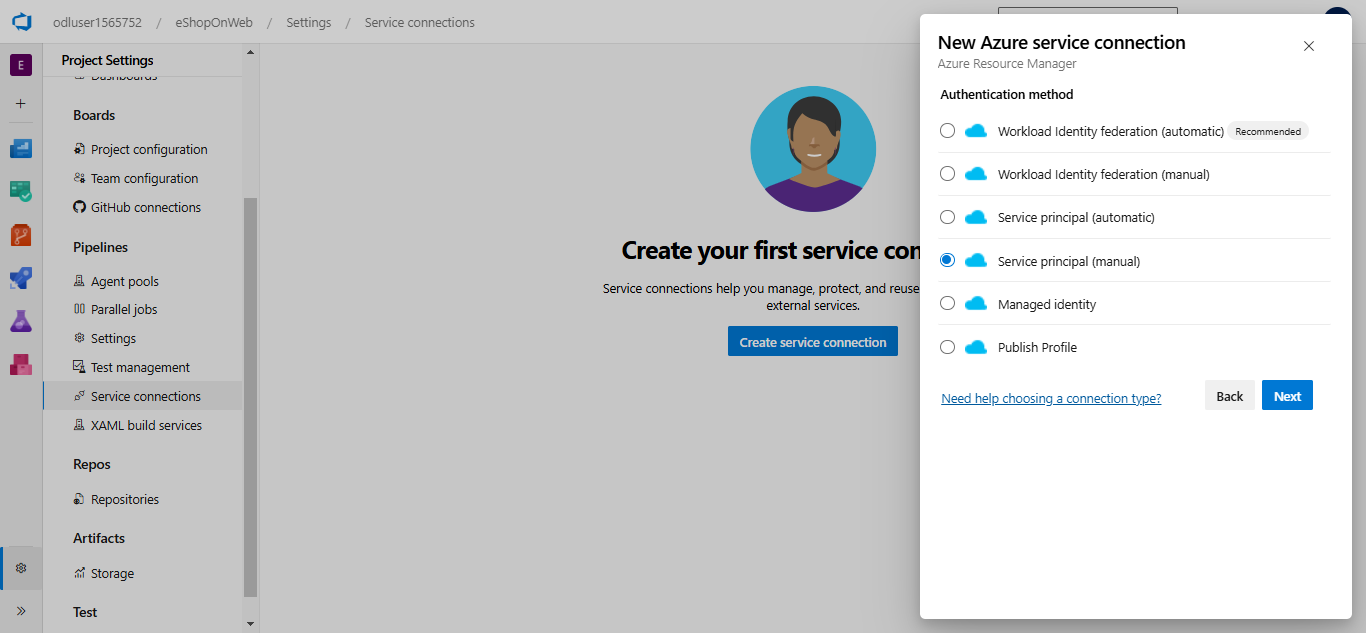 odluser1565752 / eShopOnWeb / Settings / Service connections
E
Project Settings
Dashboards
Boards
Project configuration
Team configuration
GitHub connections
Pipelines
Agent pools
Parallel jobs
Settings
Test management
Service connections
XAML build services
Repos
Repositories
Artifacts
Storage
Test
Create your first service con
Service connections help you manage, protect, and reuse
external services.
Create service connection
New Azure service connection
Azure Resource Manager
Authentication method
Workload Identity federation (automatic) Recommended
Workload Identity federation (manual)
Service principal (automatic)
Service principal (manual)
Managed identity
Publish Profile
Need help choosing a connection type?
Back
Next